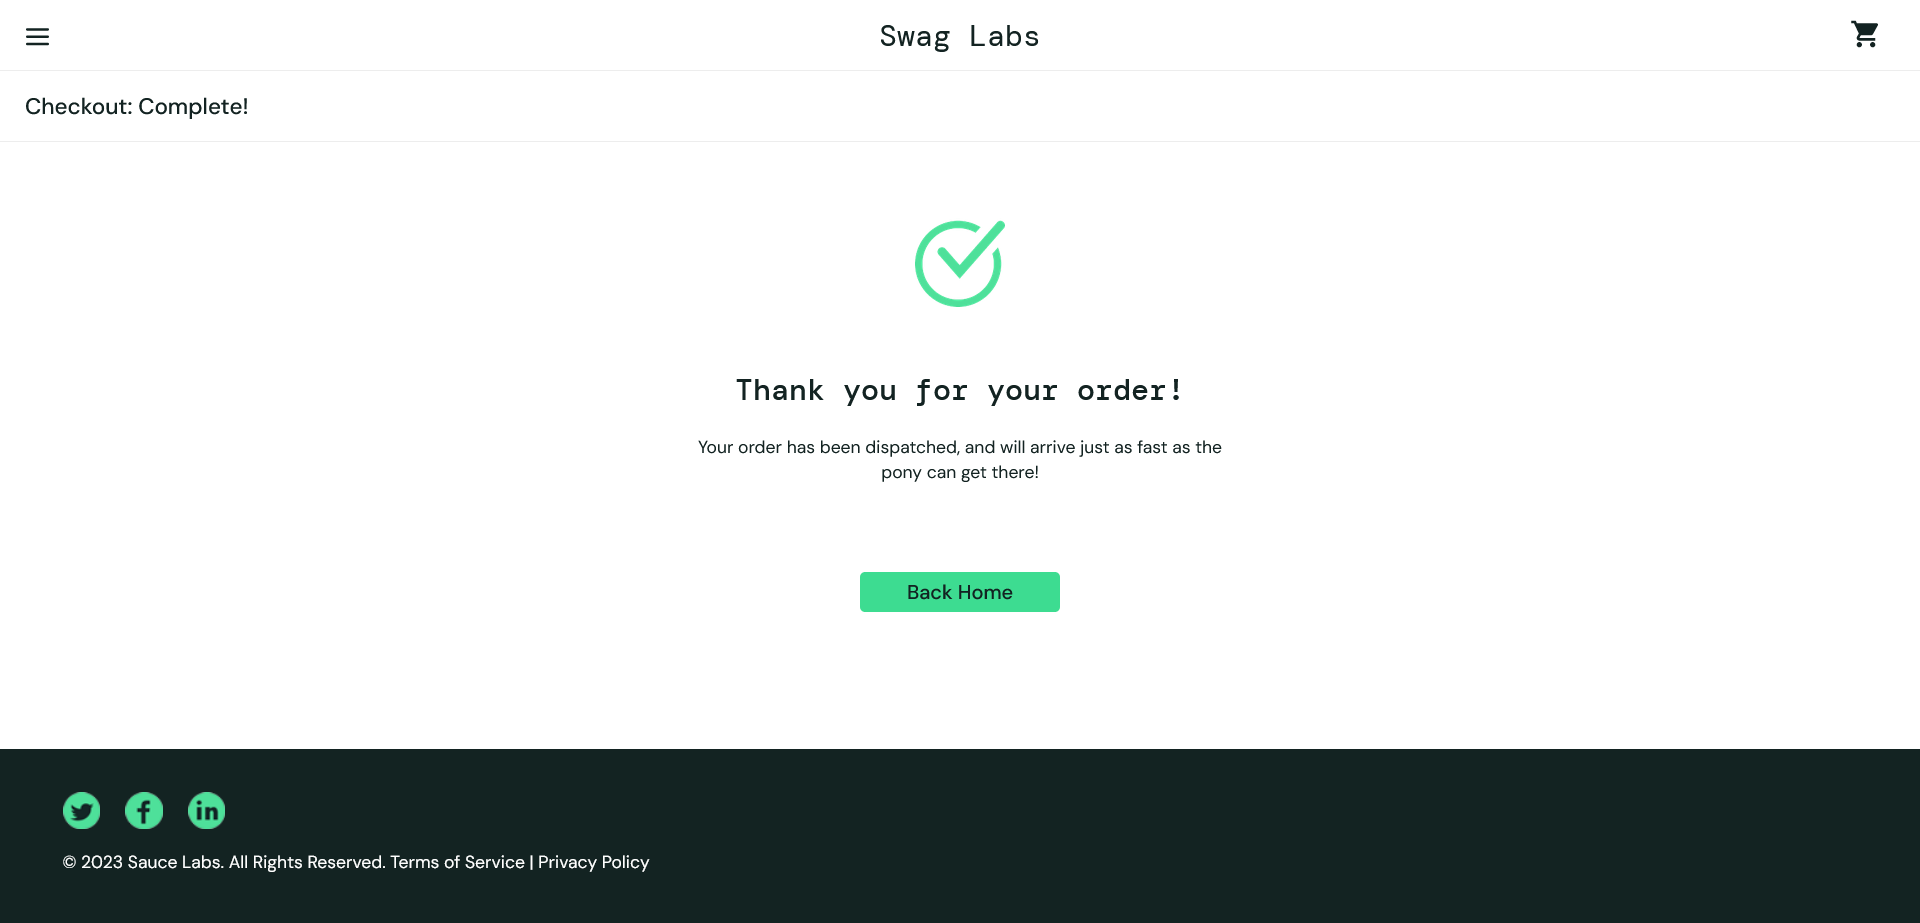 Swag Labs
Checkout: Complete!
Thank you for your order!
Your order has been dispatched, and will arrive just as fast as the
pony can get there!
Back Home
© 2023 Sauce Labs. All Rights Reserved. Terms of Service | Privacy Policy